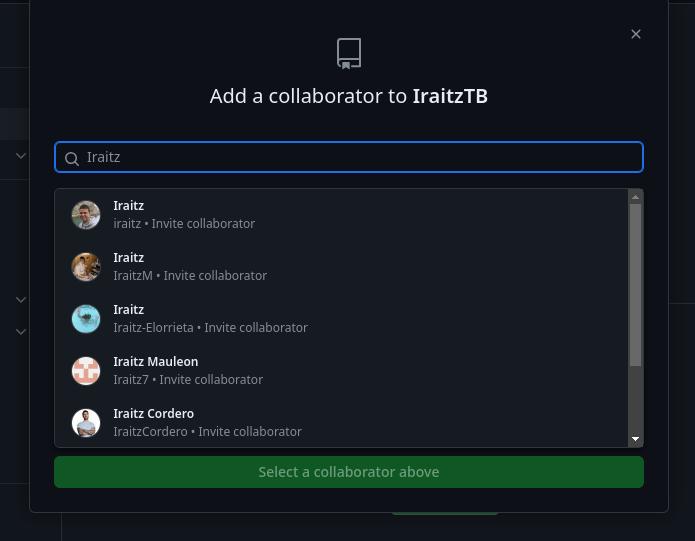 Add a collaborator to IraitzTB
Iraitz
Iraitz
iraitz • Invite collaborator
Iraitz
IraitzM • Invite collaborator
Iraitz
Iraitz-Elorrieta • Invite collaborator
Iraitz Mauleon
Iraitz7 • Invite collaborator
Iraitz Cordero
IraitzCordero • Invite collaborator
Select a collaborator above